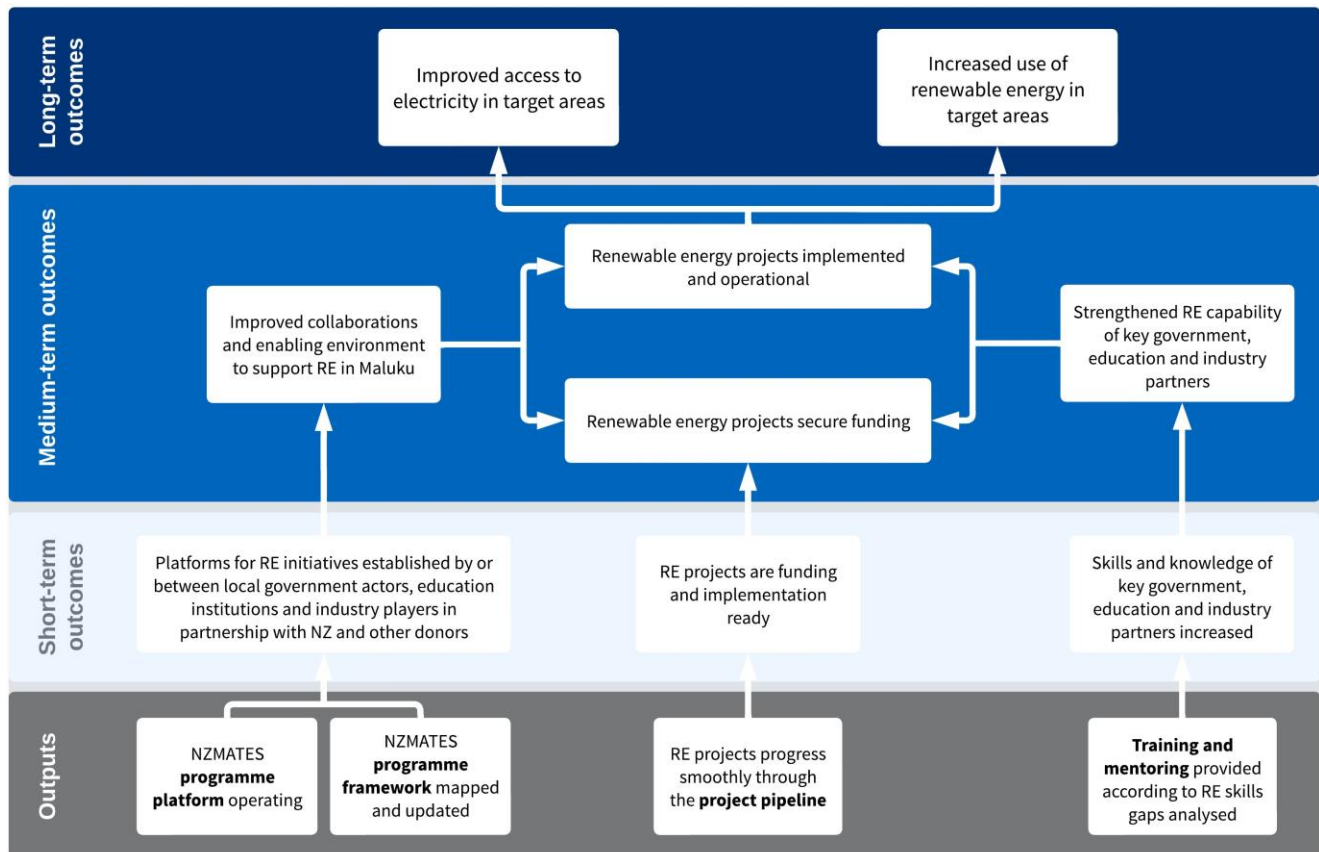 Long-term
outcomes
Improved access to
electricity in target areas
Increased use of
renewable energy in
target areas
Medium-term outcomes
Renewable energy projects implemented
and operational
Improved collaborations
and enabling environment
to support RE in Maluku
Strengthened RE capability
of key government,
education and industry
partners
Renewable energy projects secure funding
Short-term
outcomes
Platforms for RE initiatives established by or
between local government actors, education
institutions and industry players in
partnership with NZ and other donors
RE projects are funding
and implementation
ready
Skills and knowledge of
key government,
education and industry
partners increased
Outputs
NZMATES
programme
platform operating
NZMATES
programme
framework mapped
and updated
RE projects progress
smoothly through
the project pipeline
Training and
mentoring provided
according to RE skills
gaps analysed